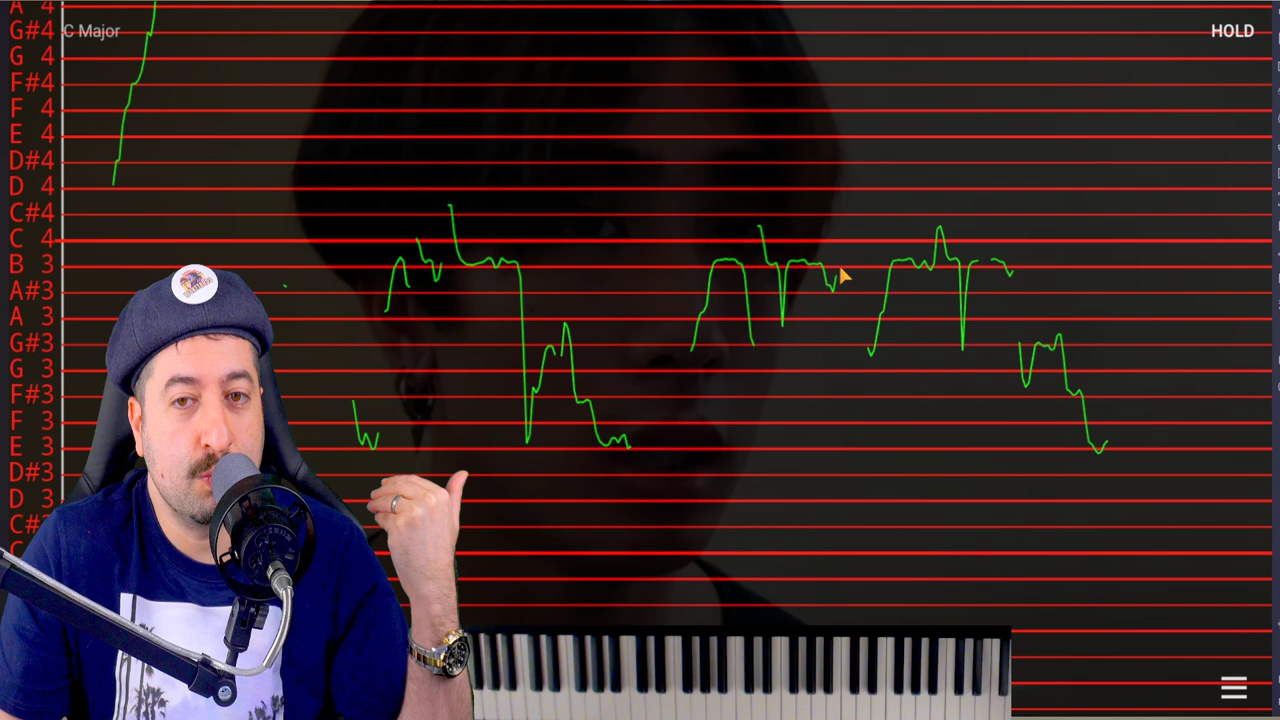 A 4
G#4
C Major
HOLD
G 4
F#4
F 4
E 4
D#4
D 4
C#4
C 4
B 3
A#3
A 3
G#3
G 3
F#3
F 3
E 3
D#3
D 3